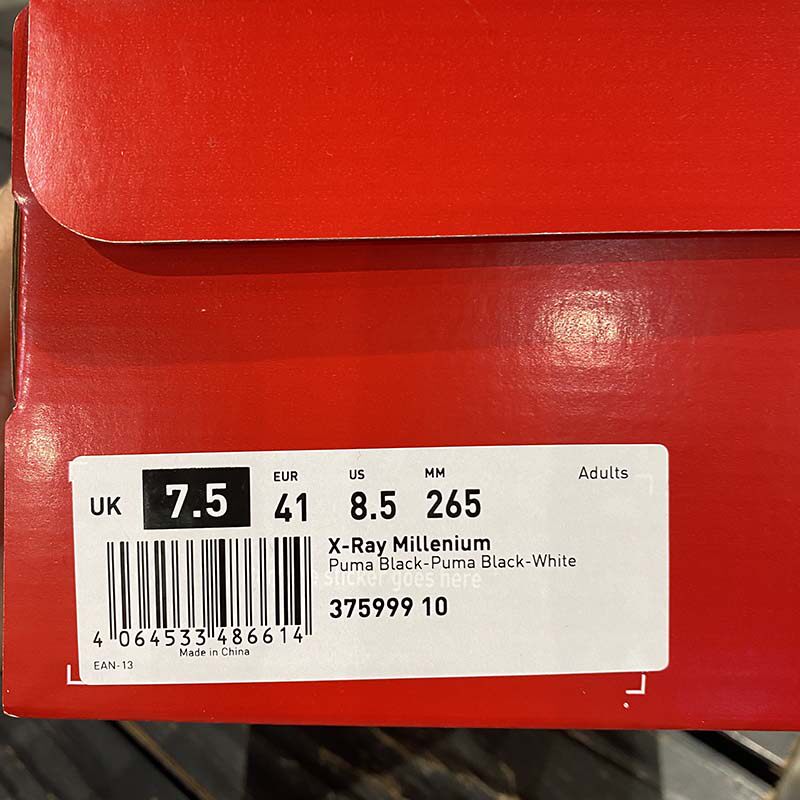 EUR US MM Adults
UK 7.5 41 8.5 265
X-Ray Millenium
Puma Black-Puma Black-White
sticker goes here
375999 10
4 064533 486614
Made in China
EAN-13